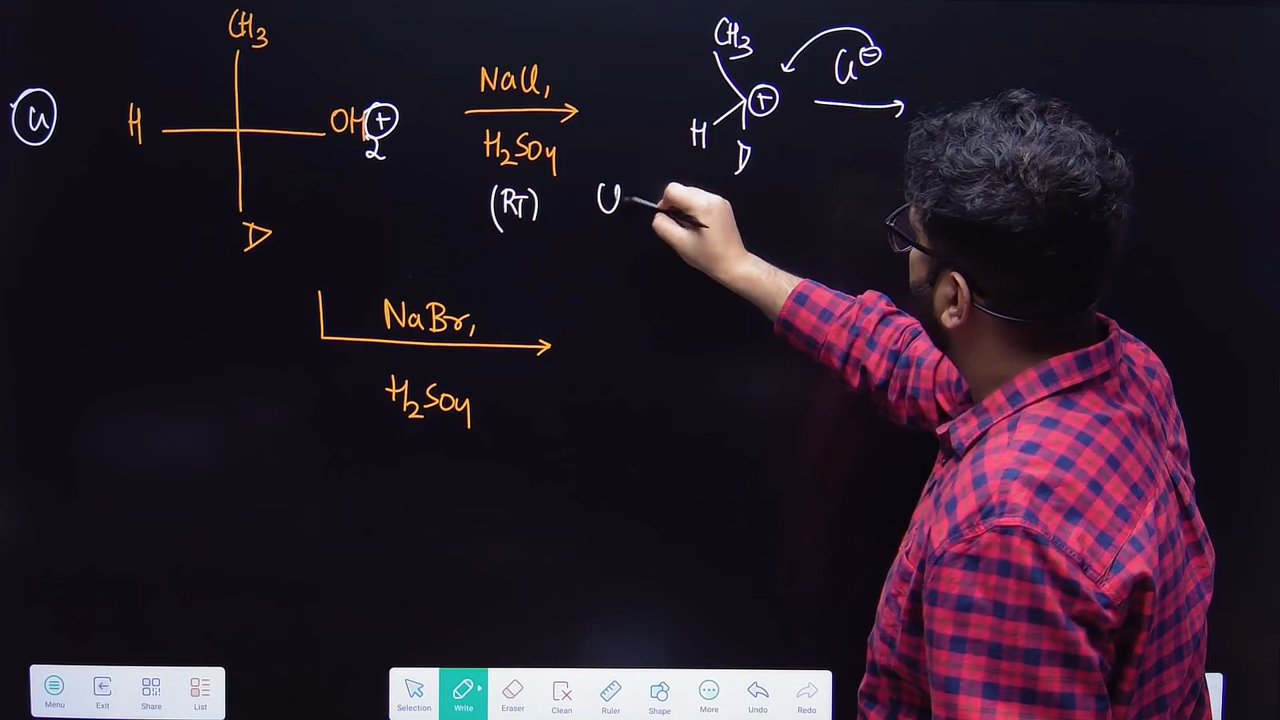 CH3
H
OH2
+
D
NaCl,
H2SO4
(RT)
CH3
+
H
D
Cl⊖
NaBr,
H2SO4
Menu
Exit
Share
List
Selection
Write
Eraser
Clean
Ruler
Shape
More
Undo
Redo